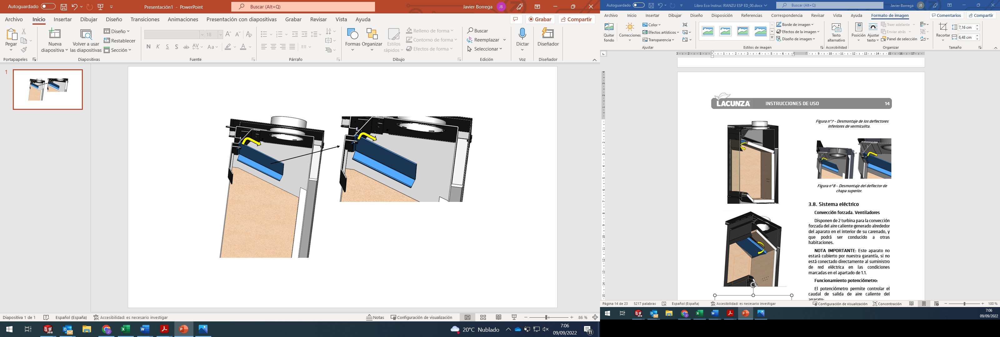 Autoguardado
Presentación1 - PowerPoint
Buscar (Alt+Q)
Javier Borrega
JB
Archivo Inicio Insertar Dibujar Diseño Transiciones Animaciones Presentación con diapositivas Grabar Revisar Vista Ayuda
Grabar
Compartir
Pegar
Portapapeles
Nueva diapositiva
Volver a usar las diapositivas
Diseño
Restablecer
Sección
Diapositivas
18
N K S S ab AV Aa A
Fuente
Párrafo
Formas
Organizar
Estilos rápidos
Relleno de forma
Contorno de forma
Efectos de forma
Dibujo
Buscar
Reemplazar
Seleccionar
Edición
Dictar
Voz
Diseñador
Diseñador
1
Diapositiva 1 de 1
Español (España)
Accesibilidad: es necesario investigar
Notas
Configuración de visualización
86 %
20°C Nublado
7:06
09/09/2022
11
Autoguardado
Libro Eco Instruc IRANZU ESP ED_00.docx
Buscar (Alt+Q)
Javier Borrega
JB
Archivo Inicio Insertar Dibujar Diseño Disposición Referencias Correspondencia Revisar Vista Ayuda Formato de imagen
Comentarios
Compartir
Quitar fondo
Correcciones
Color
Efectos artísticos
Transparencia
Ajustar
Estilos de imagen
Borde de imagen
Efectos de la imagen
Diseño de imagen
Texto alternativo
Accesibilidad
Posición
Ajustar texto
Traer adelante
Enviar atrás
Panel de selección
Organizar
Recortar
7,16 cm
6,48 cm
Tamaño
LACUNZA
INSTRUCCIONES DE USO
14
Figura nº7 - Desmontaje de los deflectores
inferiores de vermiculita.
Figura nº8 - Desmontaje del deflector de
chapa superior.
3.8. Sistema eléctrico
Convección forzada. Ventiladores
Disponen de 2 turbina para la convección
forzada del aire caliente generado alrededor
del aparato en el interior de su carenado, y
que podrá ser conducido a otras
habitaciones.
NOTA IMPORTANTE: Este aparato no
estará cubierto por nuestra garantía, si no
está conectado directamente al suministro
de red eléctrica en las condiciones
marcadas en el apartado de 1.1.
Funcionamiento potenciómetro:
El potenciómetro permite controlar el
caudal de salida de aire caliente del
aparato:
Página 14 de 23
5217 palabras
Español (España)
Accesibilidad: es necesario investigar
Configuración de visualización
Concentración
100 %
7:06
09/09/2022